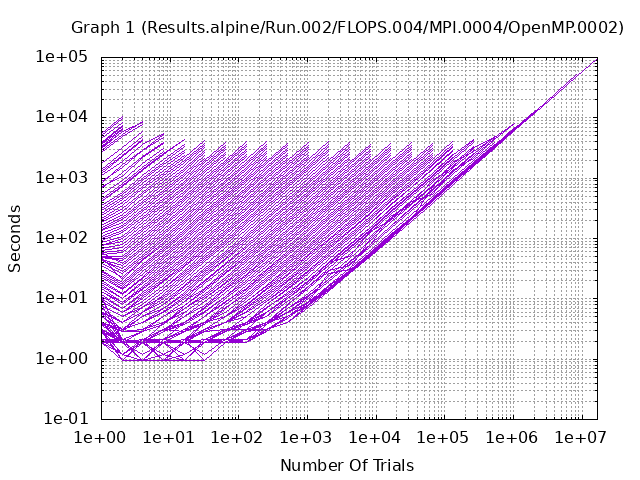 Graph 1 (Results.alpine/Run.002/FLOPS.004/MPI.0004/OpenMP.0002)
1e+05
1e+04
1e+03
1e+02
1e+01
1e+00
1e-01
Seconds
1e+00 1e+01 1e+02 1e+03 1e+04 1e+05 1e+06 1e+07
Number Of Trials